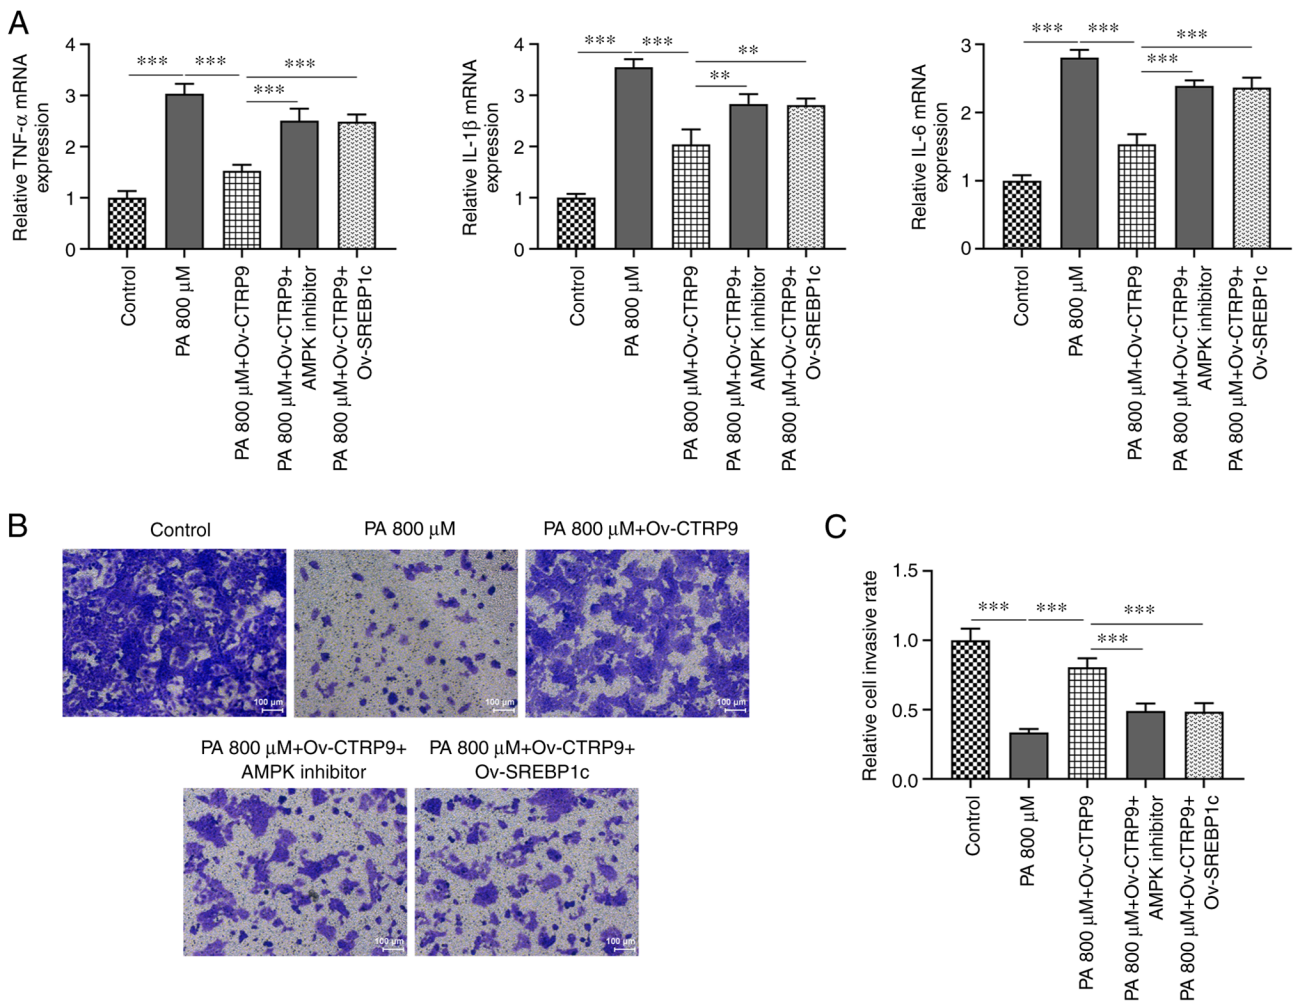 A
Relative TNF-α mRNA
expression
4
3
2
1
0
***
***
***
***
Control
PA 800 μM
PA 800 μM+Ov-CTRP9
PA 800 μM+Ov-CTRP9+
AMPK inhibitor
PA 800 μM+Ov-CTRP9+
Ov-SREBP1c
Relative IL-1β mRNA
expression
4
3
2
1
0
***
***
**
**
Control
PA 800 μM
PA 800 μM+Ov-CTRP9
PA 800 μM+Ov-CTRP9+
AMPK inhibitor
PA 800 μM+Ov-CTRP9+
Ov-SREBP1c
Relative IL-6 mRNA
expression
3
2
1
0
***
***
***
***
Control
PA 800 μM
PA 800 μM+Ov-CTRP9
PA 800 μM+Ov-CTRP9+
AMPK inhibitor
PA 800 μM+Ov-CTRP9+
Ov-SREBP1c
B
Control
PA 800 μM
PA 800 μM+Ov-CTRP9
100 μm
100 μm
100 μm
PA 800 μM+Ov-CTRP9+
AMPK inhibitor
PA 800 μM+Ov-CTRP9+
Ov-SREBP1c
100 μm
100 μm
C
Relative cell invasive rate
1.5
1.0
0.5
0.0
***
***
***
***
Control
PA 800 μM
PA 800 μM+Ov-CTRP9
PA 800 μM+Ov-CTRP9+
AMPK inhibitor
PA 800 μM+Ov-CTRP9+
Ov-SREBP1c